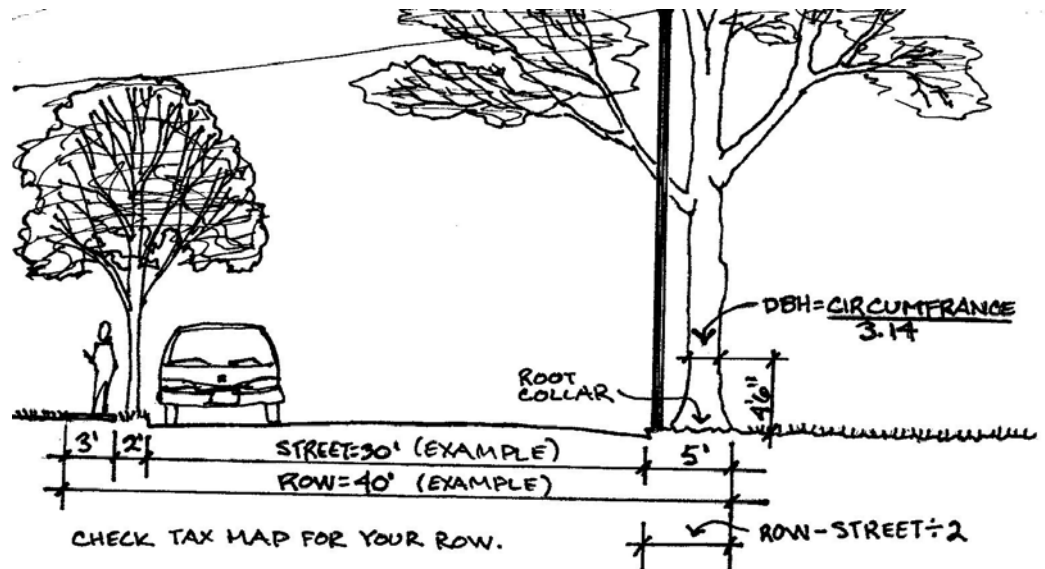 DBH=CIRCUMFRANCE
3.14
ROOT
COLLAR
4'6"
3'
2'
STREET=30' (EXAMPLE)
5'
ROW=40' (EXAMPLE)
CHECK TAX MAP FOR YOUR ROW.
ROW-STREET÷2